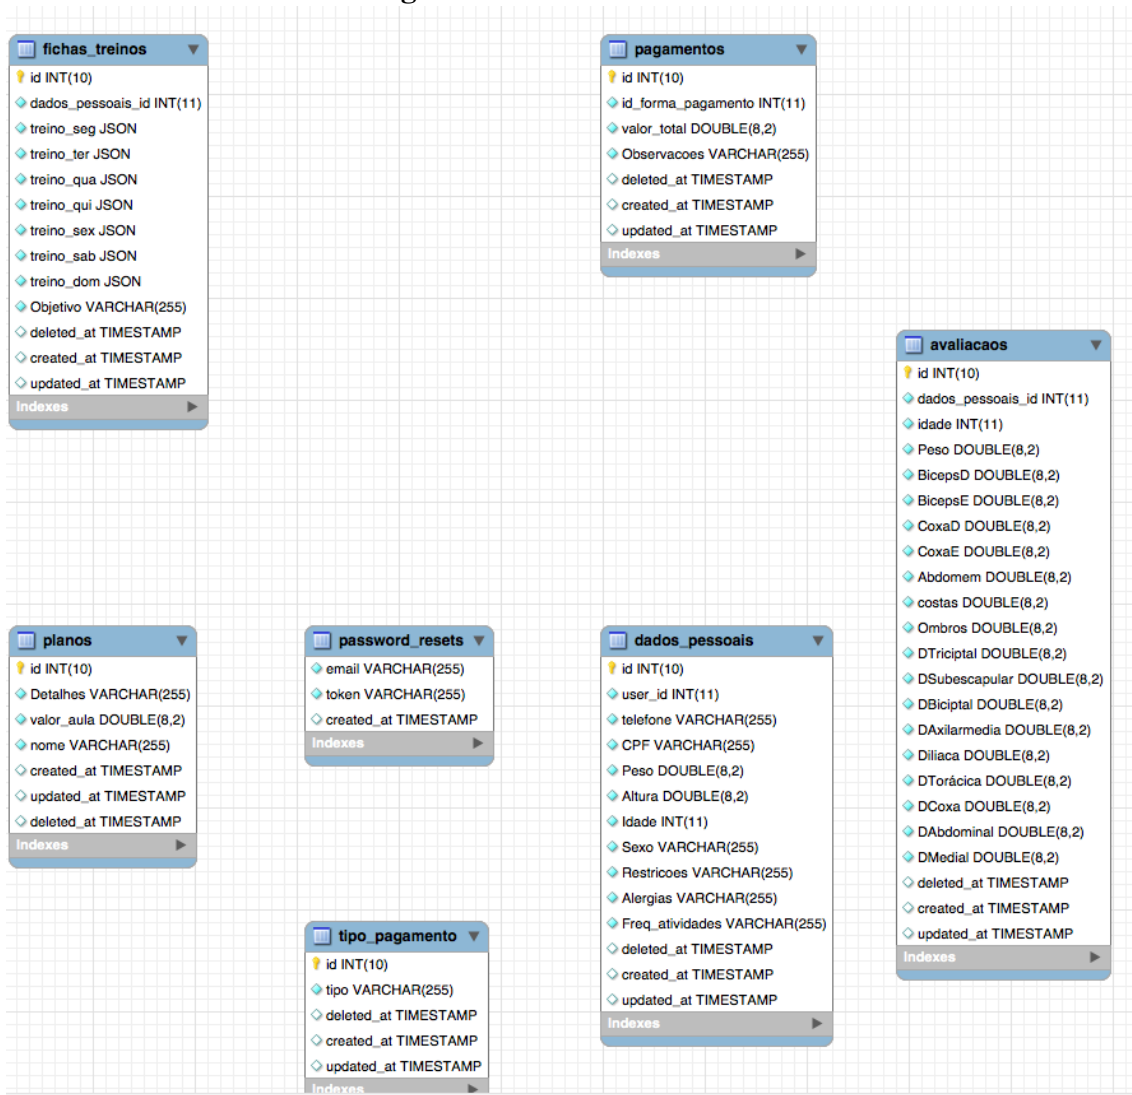 fichas_treinos
id INT(10)
dados_pessoais_id INT(11)
treino_seg JSON
treino_ter JSON
treino_qua JSON
treino_qui JSON
treino_sex JSON
treino_sab JSON
treino_dom JSON
Objetivo VARCHAR(255)
deleted_at TIMESTAMP
created_at TIMESTAMP
updated_at TIMESTAMP
Indexes
pagamentos
id INT(10)
id_forma_pagamento INT(11)
valor_total DOUBLE(8,2)
Observacoes VARCHAR(255)
deleted_at TIMESTAMP
created_at TIMESTAMP
updated_at TIMESTAMP
Indexes
avaliacaos
id INT(10)
dados_pessoais_id INT(11)
idade INT(11)
Peso DOUBLE(8,2)
BicepsD DOUBLE(8,2)
BicepsE DOUBLE(8,2)
CoxaD DOUBLE(8,2)
CoxaE DOUBLE(8,2)
Abdomem DOUBLE(8,2)
costas DOUBLE(8,2)
Ombros DOUBLE(8,2)
DTriciptal DOUBLE(8,2)
DSubescapular DOUBLE(8,2)
DBiciptal DOUBLE(8,2)
DAxilarmedia DOUBLE(8,2)
Diliaca DOUBLE(8,2)
DTorácica DOUBLE(8,2)
DCoxa DOUBLE(8,2)
DAbdominal DOUBLE(8,2)
DMedial DOUBLE(8,2)
deleted_at TIMESTAMP
created_at TIMESTAMP
updated_at TIMESTAMP
Indexes
planos
id INT(10)
Detalhes VARCHAR(255)
valor_aula DOUBLE(8,2)
nome VARCHAR(255)
created_at TIMESTAMP
updated_at TIMESTAMP
deleted_at TIMESTAMP
Indexes
password_resets
email VARCHAR(255)
token VARCHAR(255)
created_at TIMESTAMP
Indexes
dados_pessoais
id INT(10)
user_id INT(11)
telefone VARCHAR(255)
CPF VARCHAR(255)
Peso DOUBLE(8,2)
Altura DOUBLE(8,2)
Idade INT(11)
Sexo VARCHAR(255)
Restricoes VARCHAR(255)
Alergias VARCHAR(255)
Freq_atividades VARCHAR(255)
deleted_at TIMESTAMP
created_at TIMESTAMP
updated_at TIMESTAMP
Indexes
tipo_pagamento
id INT(10)
tipo VARCHAR(255)
deleted_at TIMESTAMP
created_at TIMESTAMP
updated_at TIMESTAMP
Indexes